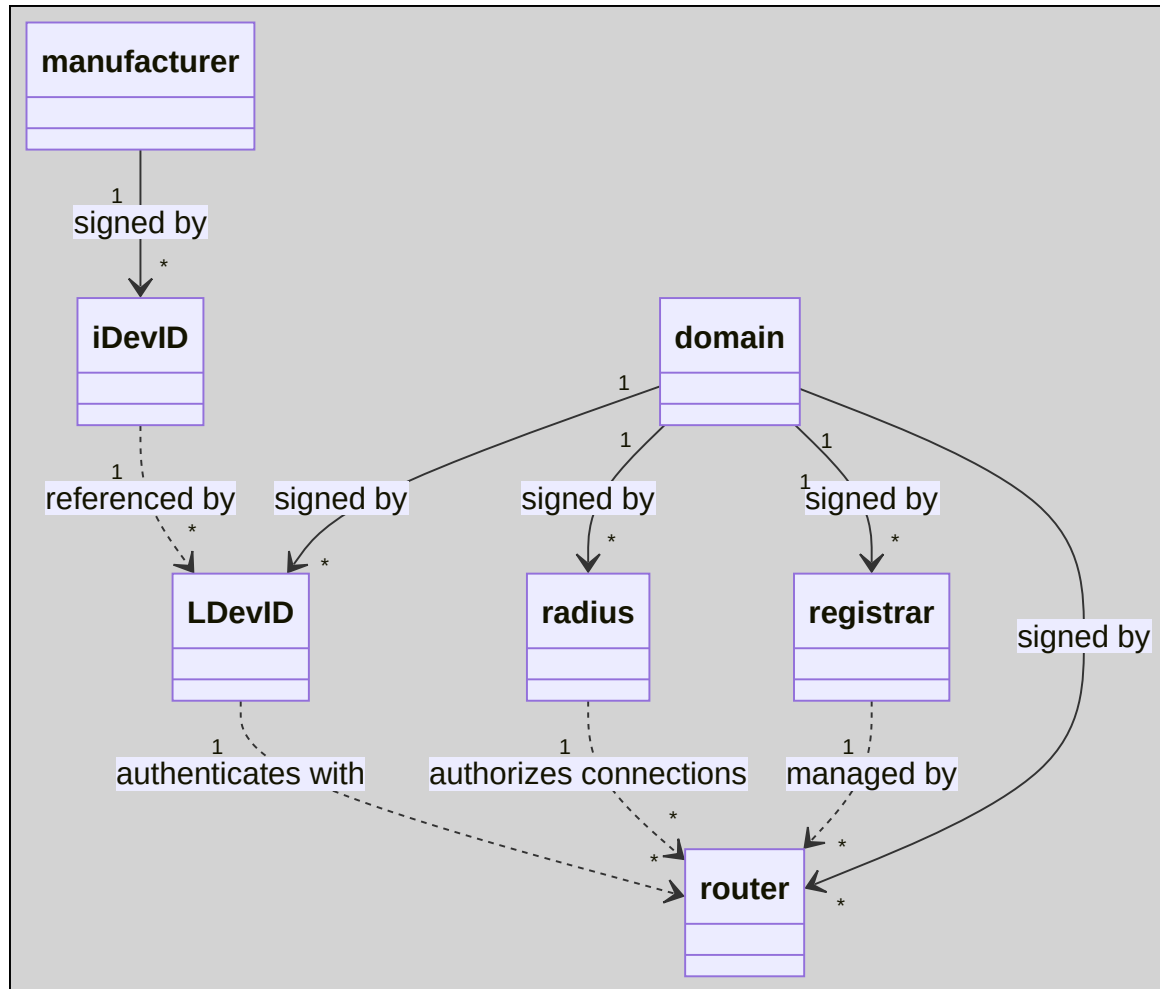 manufacturer
1
signed by
*
iDevID
domain
1
1
1
1
referenced by
signed by
signed by
1
signed by
*
*
*
*
LDevID
radius
registrar
signed by
1
1
1
authenticates with
authorizes connections
managed by
*
*
*
router
*